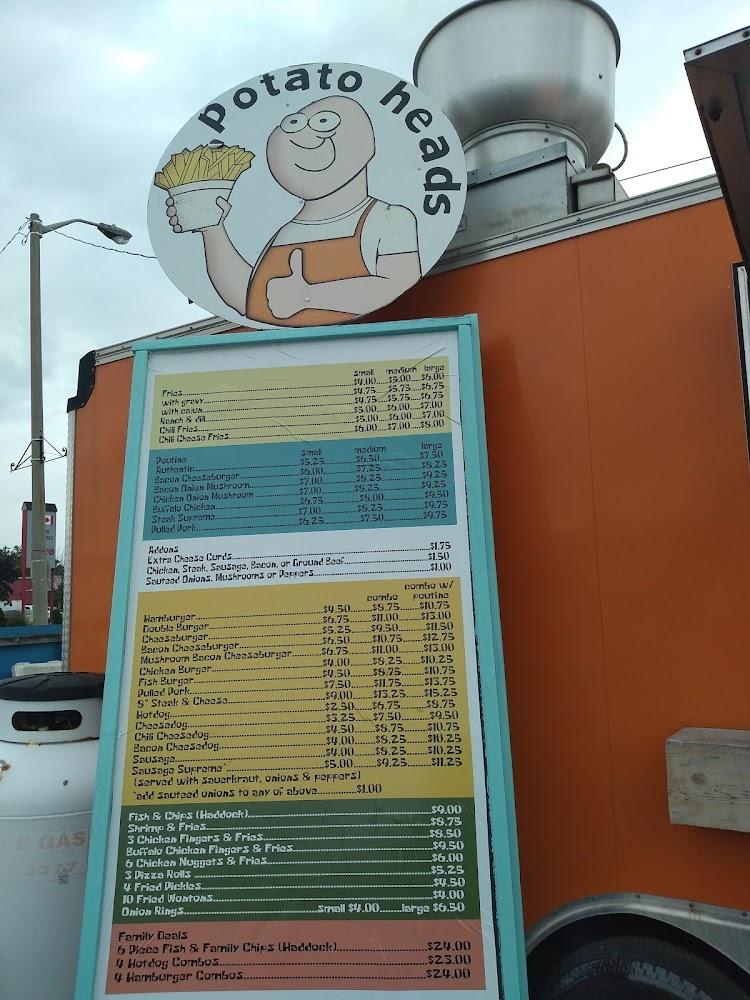 Potato heads
small medium large
Fries $4.00 $5.00 $6.00
with gravy $4.75 $5.75 $6.75
with cajun $4.75 $5.75 $6.75
Ranch & dill $5.00 $6.00 $7.00
Chili Fries $5.00 $6.00 $7.00
Chili Cheese Fries $6.00 $7.00 $8.00
Poutine small medium large
Authentic $5.25 $6.50 $7.50
Bacon Cheeseburger $6.00 $7.25 $8.25
Bacon Onion Mushroom $7.00 $8.25 $9.25
Chicken Onion Mushroom $7.00 $8.25 $9.25
Buffalo Chicken $6.75 $8.00
Steak Supreme $7.00 $8.25
Pulled Pork $6.25 $7.50
Addons
Extra Cheese Curds $1.75
Chicken, Steak, Sausage, Bacon, or Ground Beef $1.50
Sauteed Onions, Mushrooms or Peppers $1.00
combo combo w/ poutine
Hamburger $4.50 $8.75 $10.75
Double Burger $6.75 $11.00 $13.00
Cheeseburger $5.25 $9.50 $11.50
Bacon Cheeseburger $6.50 $10.75 $12.75
Mushroom Bacon Cheeseburger $6.75 $11.00 $13.00
Chicken Burger $4.00 $8.25 $10.25
Fish Burger $4.50 $8.75 $10.75
Pulled Pork $7.50 $11.75 $13.75
8" Steak & Cheese $9.00 $13.25 $15.25
Hotdog $2.50 $6.75 $8.75
Cheesedog $3.25 $7.50 $9.50
Chili Cheesedog $4.50 $8.75 $10.75
Bacon Cheesedog $4.00 $8.25 $10.25
Sausage $4.00 $8.25 $10.25
Sausage Supreme $5.00 $9.25 $11.25
(served with sauerkraut, onions & peppers)
*add sauteed onions to any of above $1.00
Fish & Chips (Haddock) $9.00
Shrimp & Fries $8.75
3 Chicken Fingers & Fries $8.50
Buffalo Chicken Fingers & Fries $9.50
6 Chicken Nuggets & Fries $6.00
3 Pizza Rolls $5.25
4 Fried Pickles $4.50
10 Fried Wontons $4.00
Onion Rings small $4.00 large $6.50
Family Deals
6 Piece Fish & Family Chips (Haddock) $24.00
4 Hotdog Combos $23.00
4 Hamburger Combos $24.00
E GAS